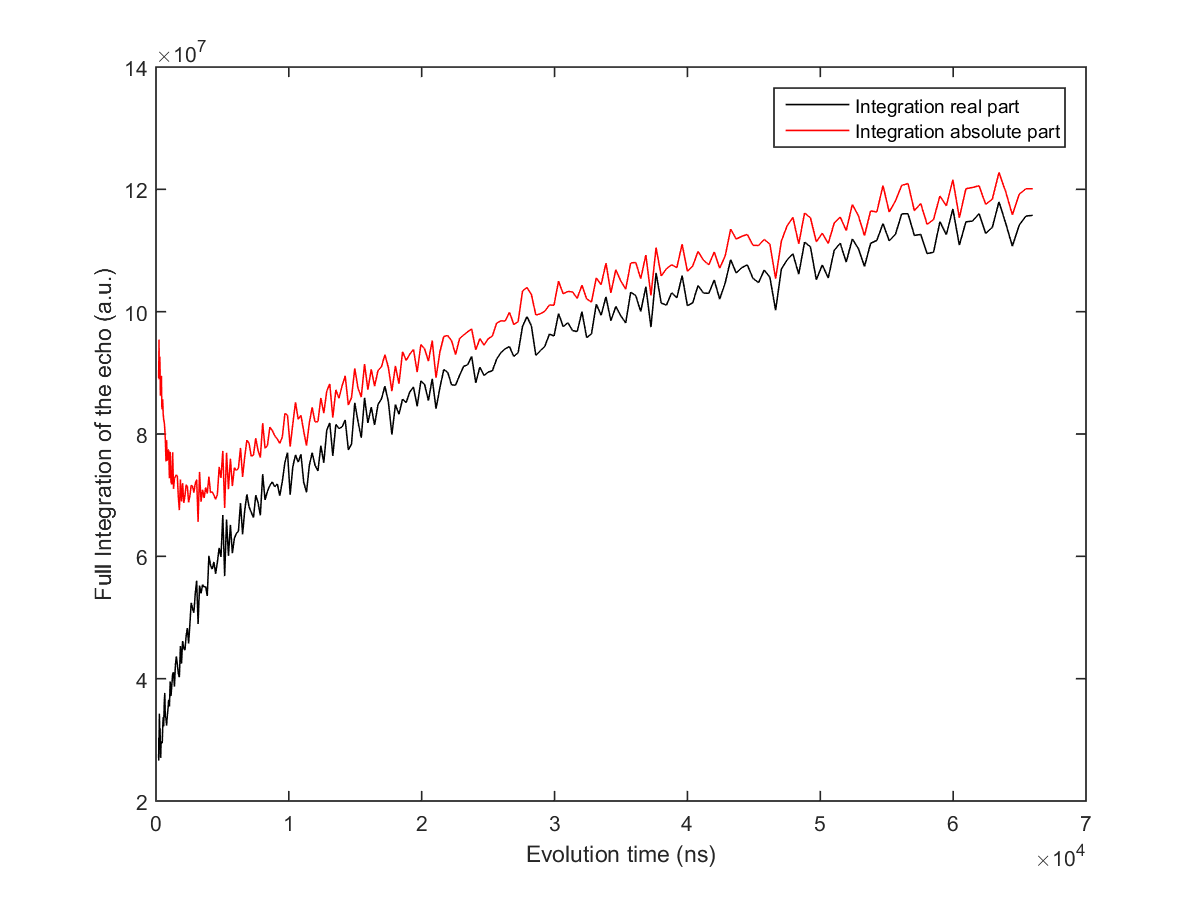 ×10⁷
14
12
10
8
6
4
2
Full Integration of the echo (a.u.)
Integration real part
Integration absolute part
0 1 2 3 4 5 6 7
Evolution time (ns)
×10⁴